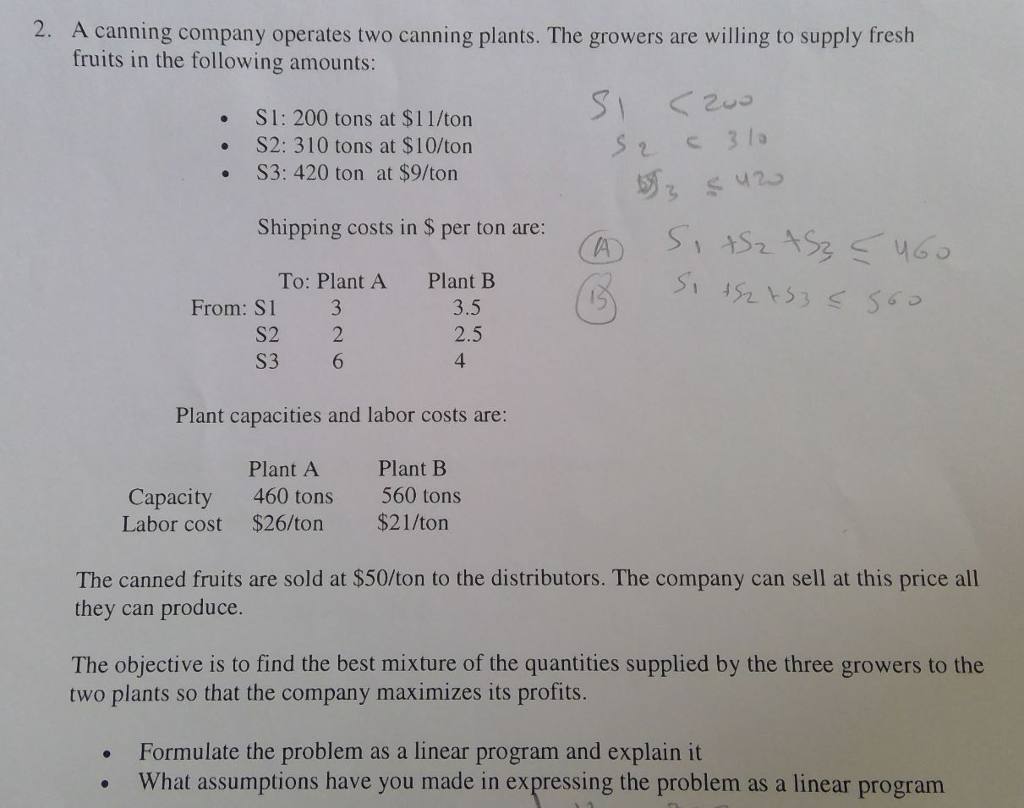 2. A canning company operates two canning plants. The growers are willing to supply fresh
fruits in the following amounts:
• S1: 200 tons at $11/ton
• S2: 310 tons at $10/ton
• S3: 420 ton at $9/ton
S1 < 200
S2 < 310
S3 ≤ 420
Shipping costs in $ per ton are:
(A) S1 + S2 + S3 ≤ 460
(B) S1 + S2 + S3 ≤ 560
To: Plant A Plant B
From: S1 3 3.5
S2 2 2.5
S3 6 4
Plant capacities and labor costs are:
Plant A Plant B
Capacity 460 tons 560 tons
Labor cost $26/ton $21/ton
The canned fruits are sold at $50/ton to the distributors. The company can sell at this price all
they can produce.
The objective is to find the best mixture of the quantities supplied by the three growers to the
two plants so that the company maximizes its profits.
• Formulate the problem as a linear program and explain it
• What assumptions have you made in expressing the problem as a linear program